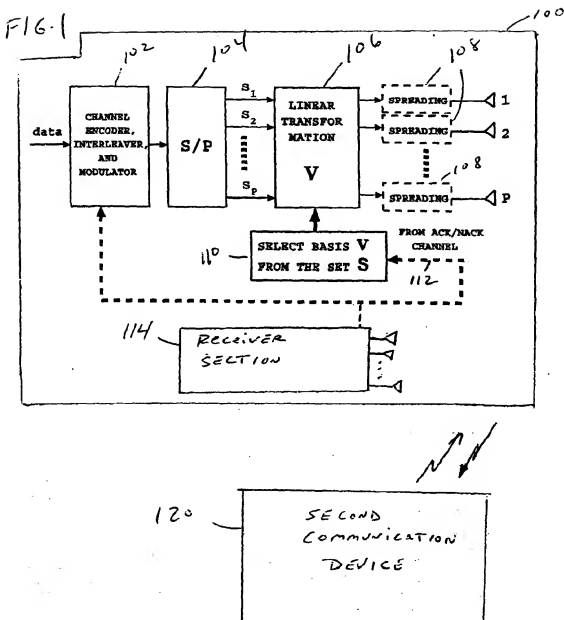 FIG. 1
100
102
104
106
108
CHANNEL
ENCODER,
INTERLEAVER,
AND
MODULATOR
data
S/P
S1
S2
SP
LINEAR
TRANSFOR
MATION
V
SPREADING
1
SPREADING
2
108
SPREADING
P
110
SELECT BASIS V
FROM THE SET S
FROM ACK/NACK
CHANNEL
112
114
RECEIVER
SECTION
120
SECOND
COMMUNICATION
DEVICE